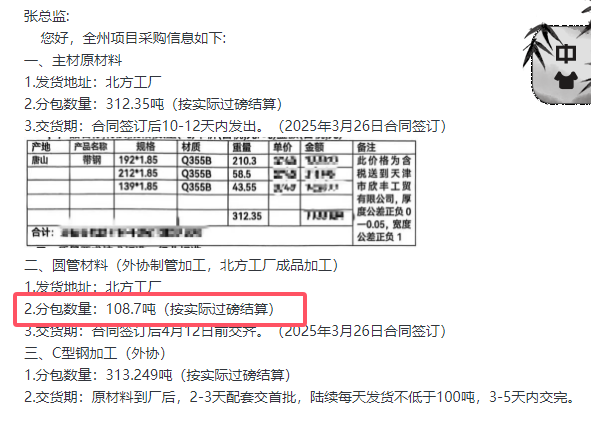 张总监:
您好，全州项目采购信息如下:
一、主材原材料
1.发货地址：北方工厂
2.分包数量：312.35吨（按实际过磅结算）
3.交货期：合同签订后10-12天内发出。（2025年3月26日合同签订）
产地 产品名称 规格 材质 重量 单价 金额 备注
唐山 带钢 192*1.85 Q355B 210.3
212*1.85 Q355B 58.5
139*1.85 Q355B 43.55
312.35
此价格为含
税送到天津
市欣丰工贸
有限公司，厚
度公差正负 0
—0.05，宽度
公差正负 1
合计：
二、圆管材料（外协制管加工，北方工厂成品加工）
1.发货地址：北方工厂
2.分包数量：108.7吨（按实际过磅结算）
3.交货期：合同签订后4月12日前交齐。（2025年3月26日合同签订）
三、C型钢加工（外协）
1.分包数量：313.249吨（按实际过磅结算）
2.交货期：原材料到厂后，2-3天配套交首批，陆续每天发货不低于100吨，3-5天内交完。
中